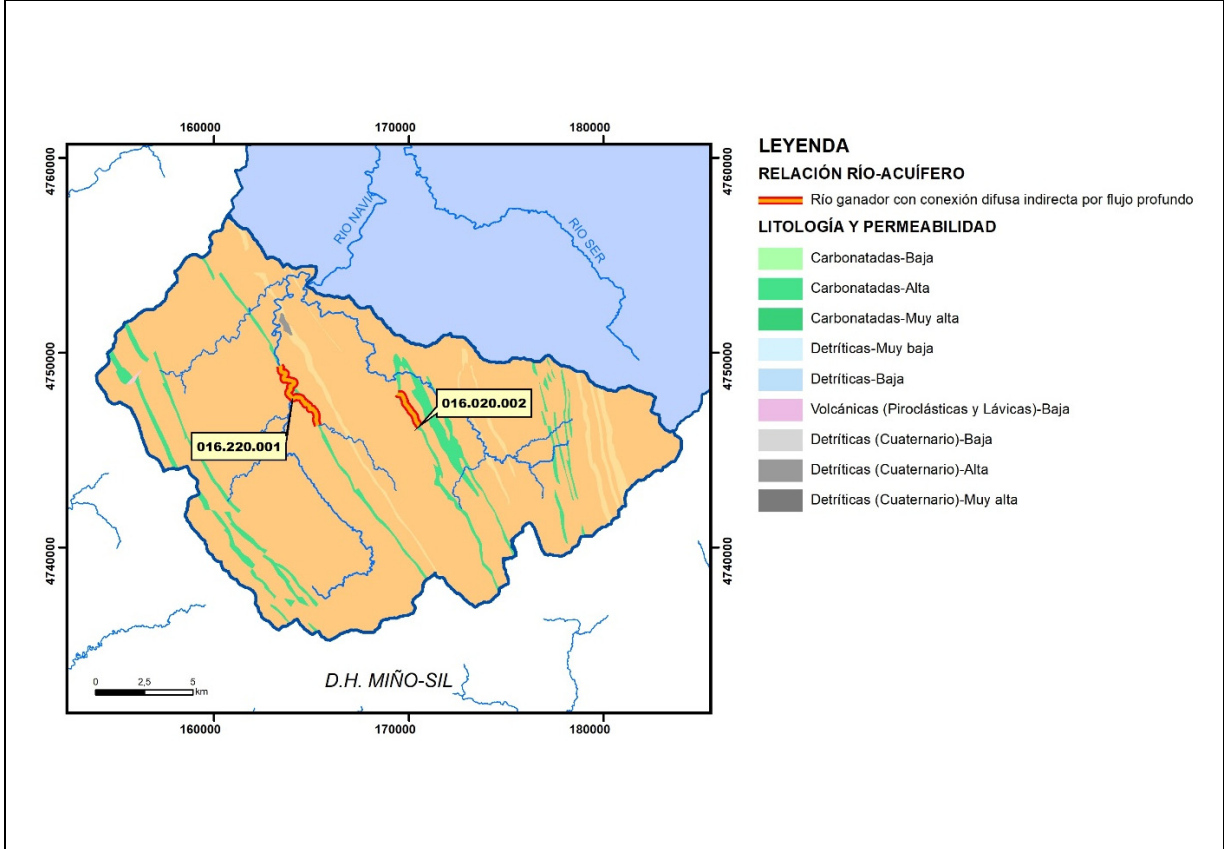 160000
170000
180000
4760000
4760000
RIO NAVIA
RIO SER
4750000
4750000
016.020.002
016.220.001
4740000
4740000
0 2,5 5
km
D.H. MIÑO-SIL
160000
170000
180000
LEYENDA
RELACIÓN RÍO-ACUÍFERO
Río ganador con conexión difusa indirecta por flujo profundo
LITOLOGÍA Y PERMEABILIDAD
Carbonatadas-Baja
Carbonatadas-Alta
Carbonatadas-Muy alta
Detríticas-Muy baja
Detríticas-Baja
Volcánicas (Piroclásticas y Lávicas)-Baja
Detríticas (Cuaternario)-Baja
Detríticas (Cuaternario)-Alta
Detríticas (Cuaternario)-Muy alta